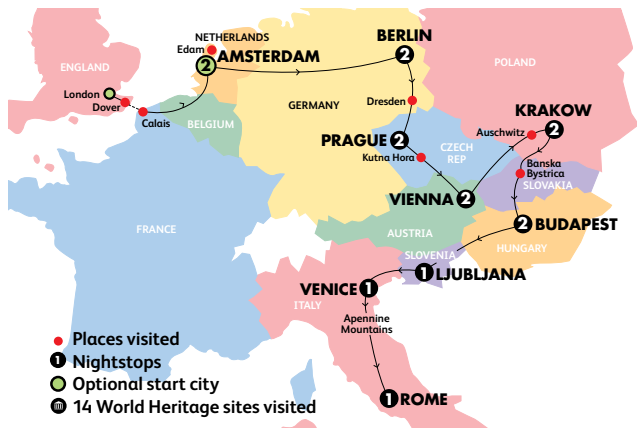 NETHERLANDS
Edam
AMSTERDAM
2
BERLIN
2
POLAND
ENGLAND
London
Dover
Calais
BELGIUM
GERMANY
Dresden
PRAGUE
2
Kutna Hora
CZECH
REP
KRAKOW
2
Auschwitz
Banska
Bystrica
SLOVAKIA
VIENNA
2
FRANCE
AUSTRIA
BUDAPEST
2
HUNGARY
SLOVENIA
LJUBLJANA
1
VENICE
1
ITALY
Apennine
Mountains
ROME
1
Places visited
1 Nightstops
Optional start city
14 World Heritage sites visited